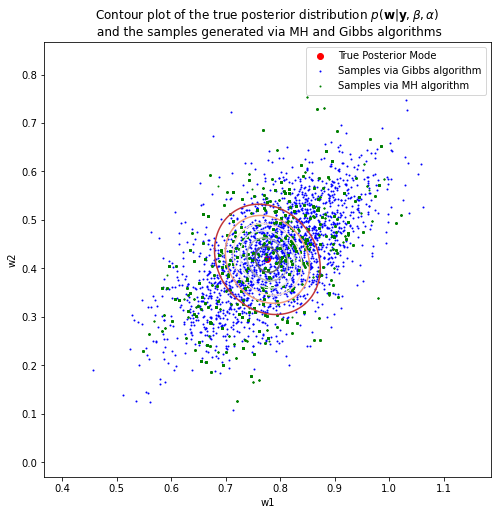 Contour plot of the true posterior distribution p(w|y, β, α)
and the samples generated via MH and Gibbs algorithms
True Posterior Mode
Samples via Gibbs algorithm
Samples via MH algorithm
0.8
0.7
0.6
0.5
0.4
0.3
0.2
0.1
0.0
w2
0.4 0.5 0.6 0.7 0.8 0.9 1.0 1.1
w1